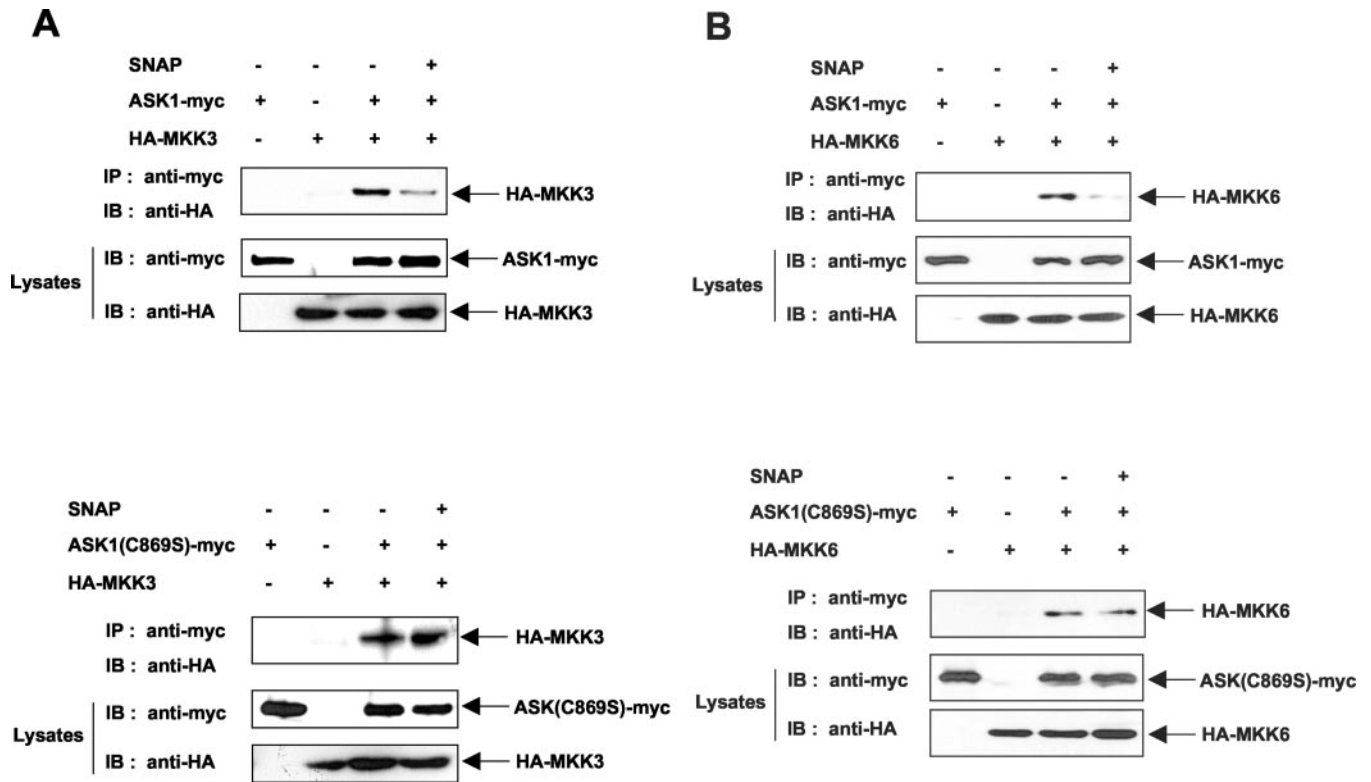 A
SNAP - - - +
ASK1-myc + - + +
HA-MKK3 - + + +
IP : anti-myc
HA-MKK3
IB : anti-HA
Lysates
IB : anti-myc
ASK1-myc
IB : anti-HA
HA-MKK3
SNAP - - - +
ASK1(C869S)-myc + - + +
HA-MKK3 - + + +
IP : anti-myc
HA-MKK3
IB : anti-HA
Lysates
IB : anti-myc
ASK(C869S)-myc
IB : anti-HA
HA-MKK3
B
SNAP - - - +
ASK1-myc + - + +
HA-MKK6 - + + +
IP : anti-myc
HA-MKK6
IB : anti-HA
Lysates
IB : anti-myc
ASK1-myc
IB : anti-HA
HA-MKK6
SNAP - - - +
ASK1(C869S)-myc + - + +
HA-MKK6 - + + +
IP : anti-myc
HA-MKK6
IB : anti-HA
Lysates
IB : anti-myc
ASK(C869S)-myc
IB : anti-HA
HA-MKK6